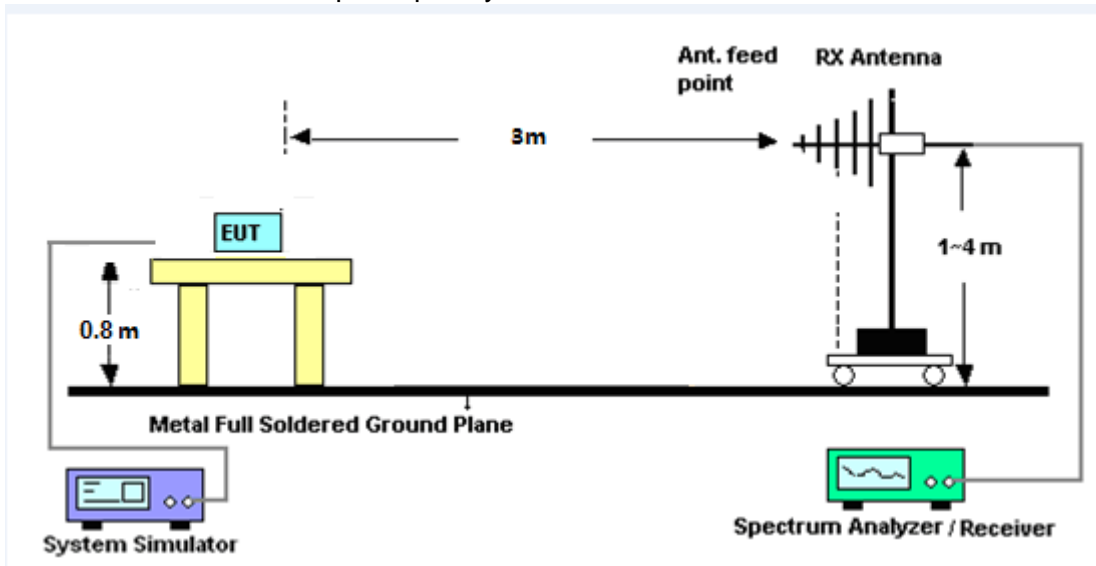 Ant. feed
point
RX Antenna
3m
EUT
1~4 m
0.8 m
Metal Full Soldered Ground Plane
System Simulator
Spectrum Analyzer / Receiver